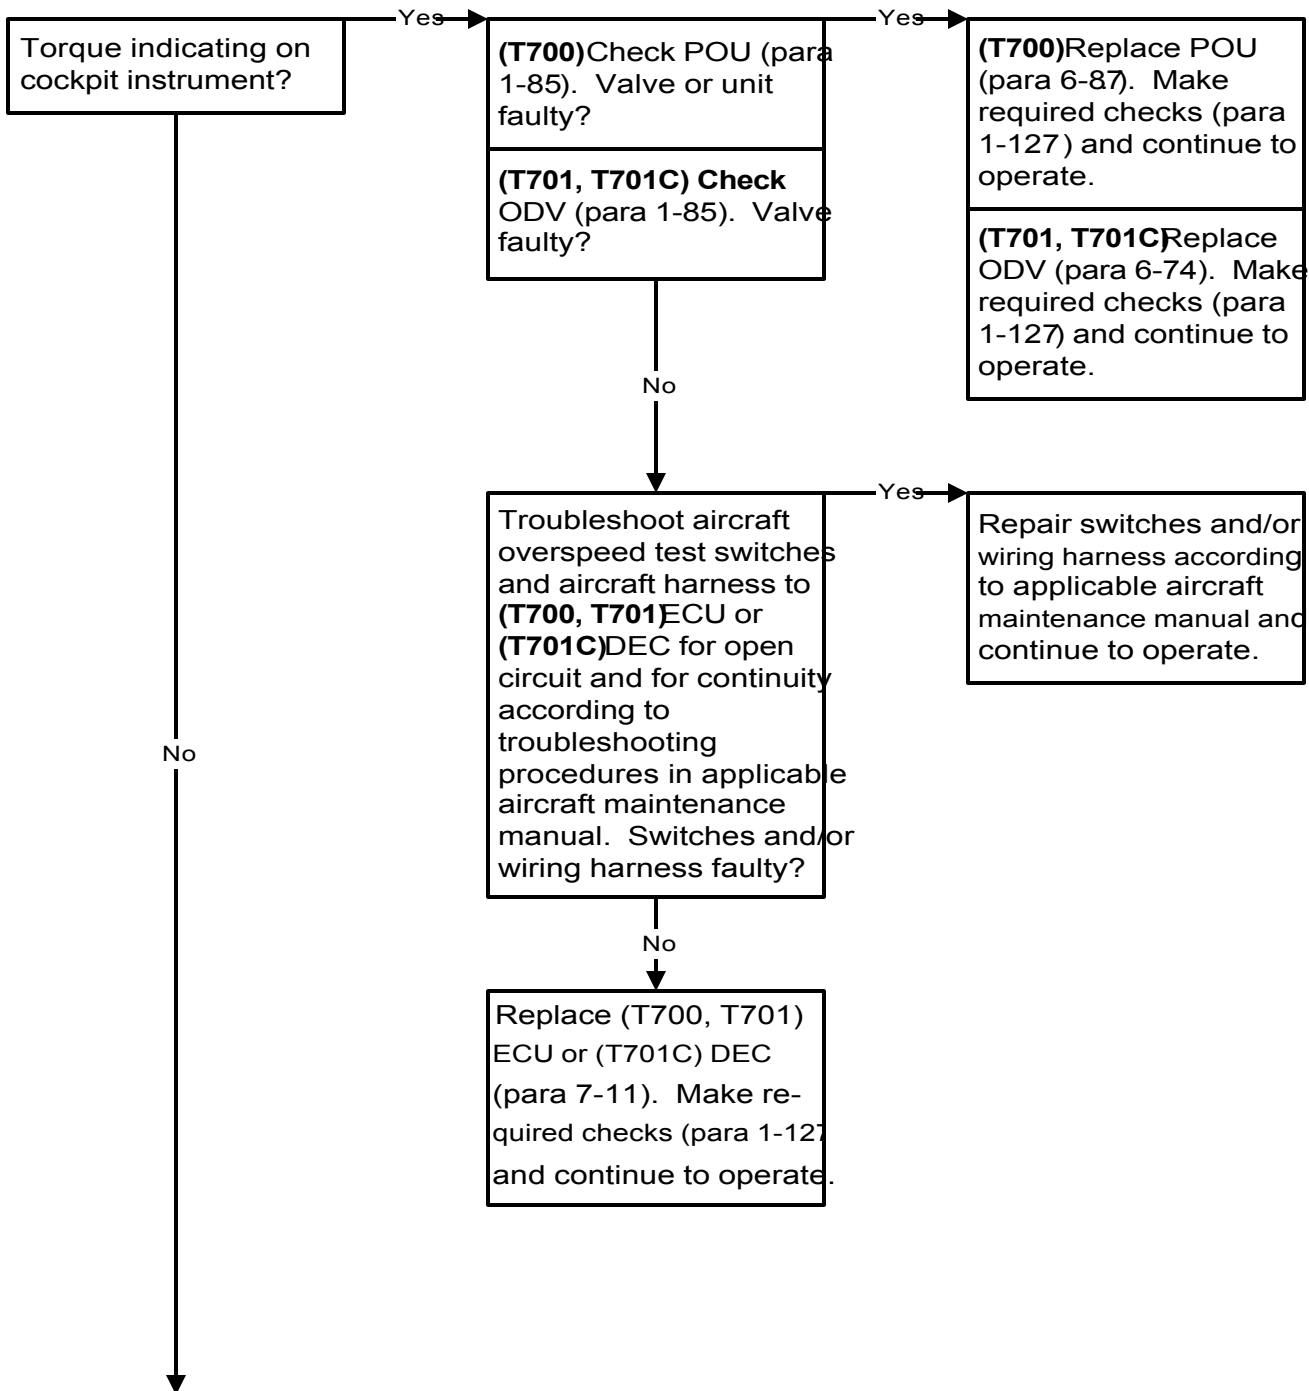 Yes
Yes
Torque indicating on
cockpit instrument?
(T700)Check POU (para
1-85).  Valve or unit
faulty?
(T701, T701C) Check
ODV (para 1-85).  Valve
faulty?
(T700)Replace POU
(para 6-87).  Make
required checks (para
1-127) and continue to
operate.
(T701, T701C)Replace
ODV (para 6-74).  Make
required checks (para
1-127) and continue to
operate.
No
Yes
Troubleshoot aircraft
overspeed test switches
and aircraft harness to
(T700, T701)ECU or
(T701C)DEC for open
circuit and for continuity
according to
troubleshooting
procedures in applicable
aircraft maintenance
manual.  Switches and/or
wiring harness faulty?
Repair switches and/or
wiring harness according
to applicable aircraft
maintenance manual and
continue to operate.
No
No
Replace (T700, T701)
ECU or (T701C) DEC
(para 7-11).  Make re-
quired checks (para 1-127
and continue to operate.